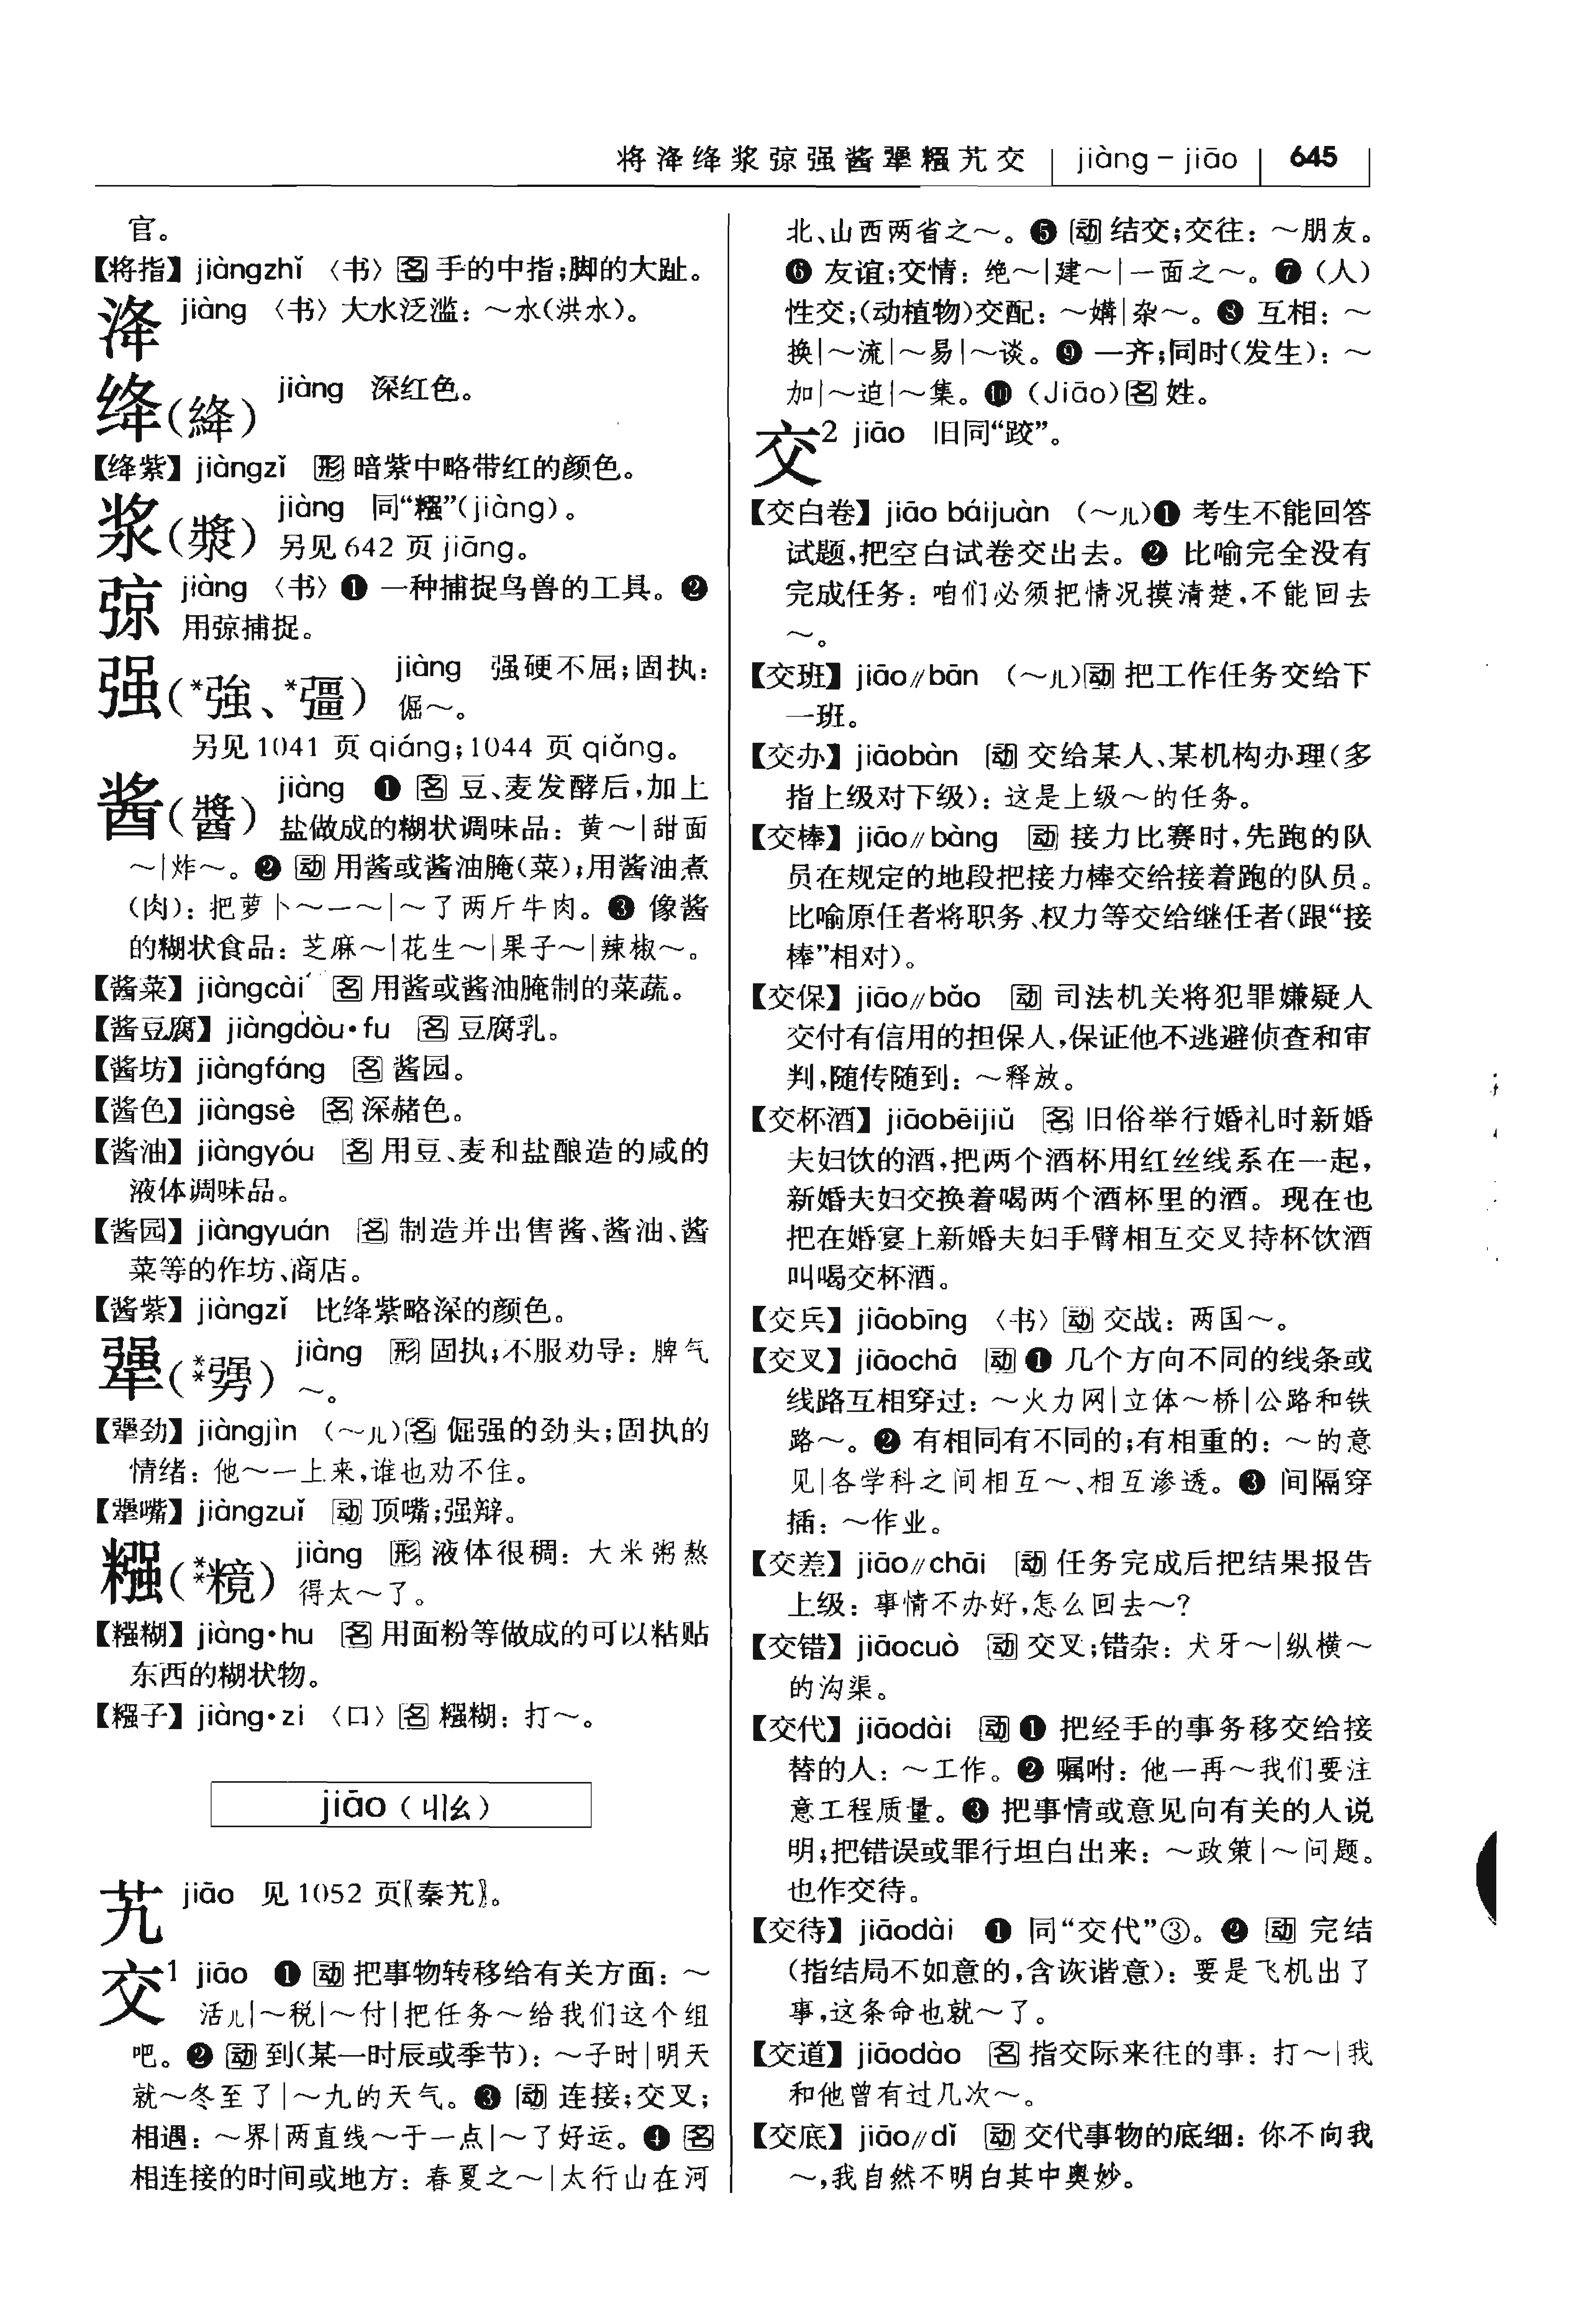 将洚绛浆弶强酱犟糨艽交 jiàng－jiāo 645
官。
【将指】jiàngzhǐ 〈书〉名 手的中指;脚的大趾。
洚 jiàng 〈书〉大水泛滥：～水(洪水)。
绛(絳) jiàng 深红色。
【绛紫】jiàngzǐ 形 暗紫中略带红的颜色。
浆(漿) jiàng 同“糨”(jiàng)。
另见 642 页 jiāng。
弶 jiàng 〈书〉❶ 一种捕捉鸟兽的工具。❷
用弶捕捉。
强(*強、*彊) jiàng 强硬不屈;固执：
倔～。
另见 1041 页 qiáng;1044 页 qiǎng。
酱(醬) jiàng ❶ 名 豆、麦发酵后,加上
盐做成的糊状调味品：黄～|甜面
～|炸～。❷ 动 用酱或酱油腌(菜);用酱油煮
(肉)：把萝卜～一～|～了两斤牛肉。❸ 像酱
的糊状食品：芝麻～|花生～|果子～|辣椒～。
【酱菜】jiàngcài 名 用酱或酱油腌制的菜蔬。
【酱豆腐】jiàngdòu·fu 名 豆腐乳。
【酱坊】jiàngfáng 名 酱园。
【酱色】jiàngsè 名 深赭色。
【酱油】jiàngyóu 名 用豆、麦和盐酿造的咸的
液体调味品。
【酱园】jiàngyuán 名 制造并出售酱、酱油、酱
菜等的作坊、商店。
【酱紫】jiàngzǐ 比绛紫略深的颜色。
犟(**勥) jiàng 形 固执;不服劝导：脾气
～。
【犟劲】jiàngjìn (～儿)名 倔强的劲头;固执的
情绪：他～一上来,谁也劝不住。
【犟嘴】jiàngzuǐ 动 顶嘴;强辩。
糨(**糡) jiàng 形 液体很稠：大米粥熬
得太～了。
【糨糊】jiàng·hu 名 用面粉等做成的可以粘贴
东西的糊状物。
【糨子】jiàng·zi 〈口〉名 糨糊：打～。
jiāo（ㄐㄧㄠ）
艽 jiāo 见 1052 页〖秦艽〗。
交¹ jiāo ❶ 动 把事物转移给有关方面：～
活儿|～税|～付|把任务～给我们这个组
吧。❷ 动 到(某一时辰或季节)：～子时|明天
就～冬至了|～九的天气。❸ 动 连接;交叉;
相遇：～界|两直线～于一点|～了好运。❹ 名
相连接的时间或地方：春夏之～|太行山在河
北、山西两省之～。❺ 动 结交;交往：～朋友。
❻ 友谊;交情：绝～|建～|一面之～。❼ (人)
性交;(动植物)交配：～媾|杂～。❽ 互相：～
换|～流|～易|～谈。❾ 一齐;同时(发生)：～
加|～迫|～集。❿ (Jiāo)名 姓。
交² jiāo 旧同“跤”。
【交白卷】jiāo báijuàn (～儿)❶ 考生不能回答
试题,把空白试卷交出去。❷ 比喻完全没有
完成任务：咱们必须把情况摸清楚,不能回去
～。
【交班】jiāo∥bān (～儿)动 把工作任务交给下
一班。
【交办】jiāobàn 动 交给某人、某机构办理(多
指上级对下级)：这是上级～的任务。
【交棒】jiāo∥bàng 动 接力比赛时,先跑的队
员在规定的地段把接力棒交给接着跑的队员。
比喻原任者将职务、权力等交给继任者(跟“接
棒”相对)。
【交保】jiāo∥bǎo 动 司法机关将犯罪嫌疑人
交付有信用的担保人,保证他不逃避侦查和审
判,随传随到：～释放。
【交杯酒】jiāobēijiǔ 名 旧俗举行婚礼时新婚
夫妇饮的酒,把两个酒杯用红丝线系在一起,
新婚夫妇交换着喝两个酒杯里的酒。现在也
把在婚宴上新婚夫妇手臂相互交叉持杯饮酒
叫喝交杯酒。
【交兵】jiāobīng 〈书〉动 交战：两国～。
【交叉】jiāochā 动 ❶ 几个方向不同的线条或
线路互相穿过：～火力网|立体～桥|公路和铁
路～。❷ 有相同有不同的;有相重的：～的意
见|各学科之间相互～、相互渗透。❸ 间隔穿
插：～作业。
【交差】jiāo∥chāi 动 任务完成后把结果报告
上级：事情不办好,怎么回去～?
【交错】jiāocuò 动 交叉;错杂：犬牙～|纵横～
的沟渠。
【交代】jiāodài 动 ❶ 把经手的事务移交给接
替的人：～工作。❷ 嘱咐：他一再～我们要注
意工程质量。❸ 把事情或意见向有关的人说
明;把错误或罪行坦白出来：～政策|～问题。
也作交待。
【交待】jiāodài ❶ 同“交代”③。❷ 动 完结
(指结局不如意的,含诙谐意)：要是飞机出了
事,这条命也就～了。
【交道】jiāodào 名 指交际来往的事：打～|我
和他曾有过几次～。
【交底】jiāo∥dǐ 动 交代事物的底细：你不向我
～,我自然不明白其中奥妙。